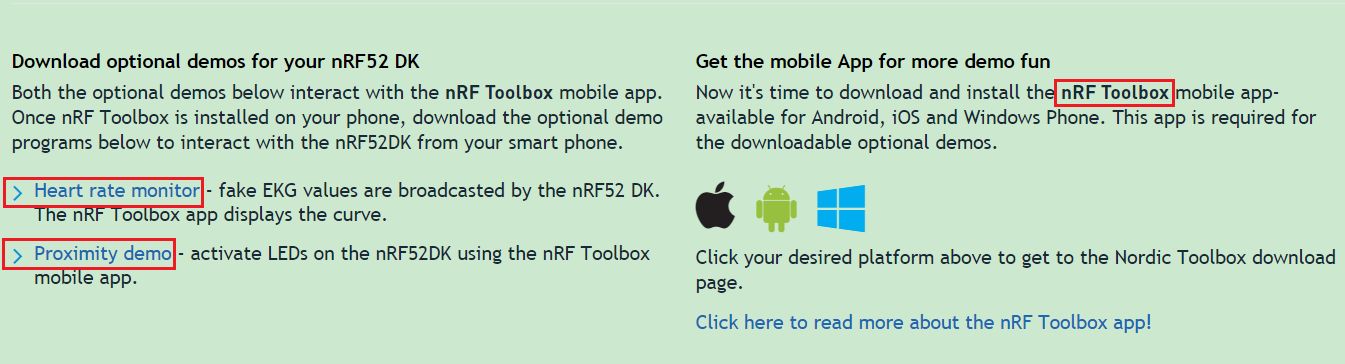 Download optional demos for your nRF52 DK
Both the optional demos below interact with the nRF Toolbox mobile app.
Once nRF Toolbox is installed on your phone, download the optional demo
programs below to interact with the nRF52DK from your smart phone.
Heart rate monitor - fake EKG values are broadcasted by the nRF52 DK.
The nRF Toolbox app displays the curve.
Proximity demo - activate LEDs on the nRF52DK using the nRF Toolbox
mobile app.
Get the mobile App for more demo fun
Now it's time to download and install the nRF Toolbox mobile app-
available for Android, iOS and Windows Phone. This app is required for
the downloadable optional demos.
Click your desired platform above to get to the Nordic Toolbox download
page.
Click here to read more about the nRF Toolbox app!